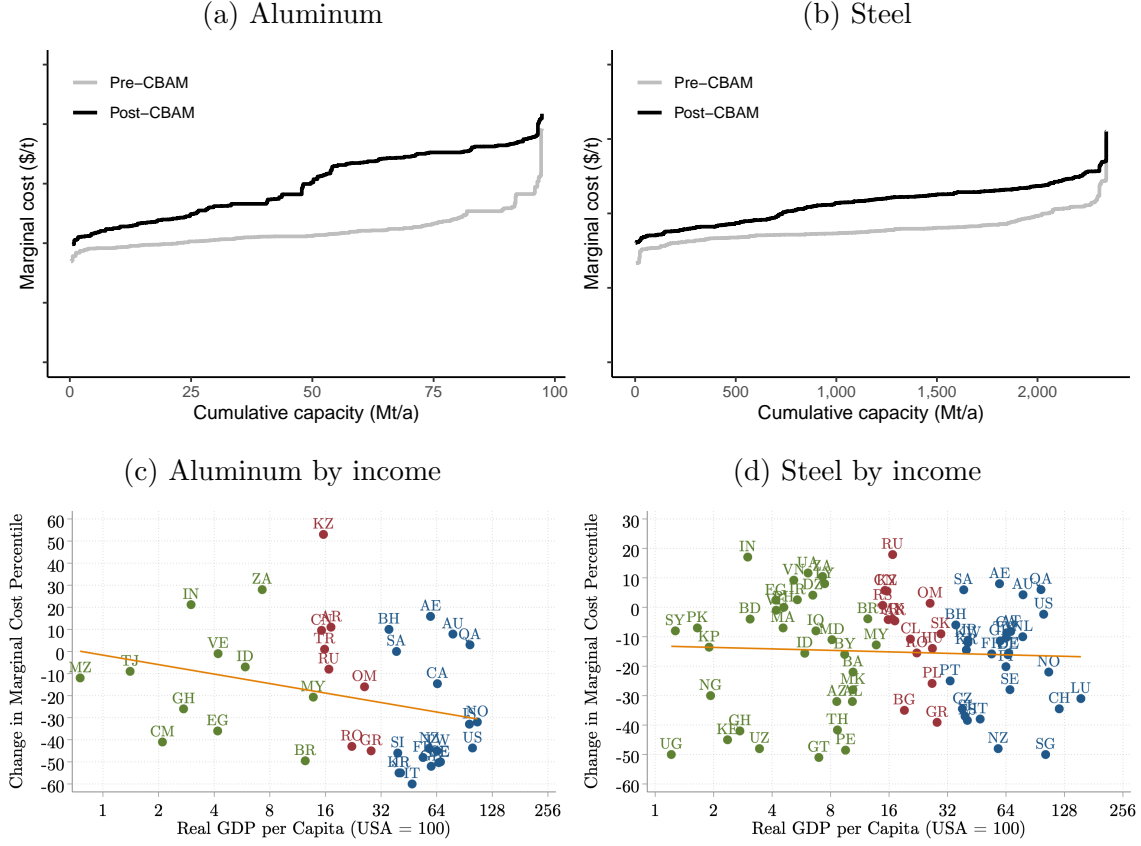 (a) Aluminum
(b) Steel
Marginal cost ($/t)
Pre−CBAM
Post−CBAM
0 25 50 75 100
Cumulative capacity (Mt/a)
Marginal cost ($/t)
Pre−CBAM
Post−CBAM
0 500 1,000 1,500 2,000
Cumulative capacity (Mt/a)
(c) Aluminum by income
(d) Steel by income
Change in Marginal Cost Percentile
60
50
40
30
20
10
0
-10
-20
-30
-40
-50
-60
KZ
ZA
IN
AE
BH
AR
AU
QA
TR
SA
VE
ID
RU
TJ
MZ
OM
CA
MY
GH
NO
EG
CM
US
RO
GR
SI
BR
IT
1 2 4 8 16 32 64 128 256
Real GDP per Capita (USA = 100)
Change in Marginal Cost Percentile
30
20
10
0
-10
-20
-30
-40
-50
-60
RU
IN
UA
ZA
VN
AE
SA
QA
AU
DZ
OM
US
BD
MA
BR
PK
SY
IQ
BH
SK
MD
CL
MY
KP
ID
BY
BA
PT
PL
NO
NG
MK
SE
LU
CH
BG
CZ
GR
TH
GH
UZ
PE
GT
UG
NZ
SG
1 2 4 8 16 32 64 128 256
Real GDP per Capita (USA = 100)